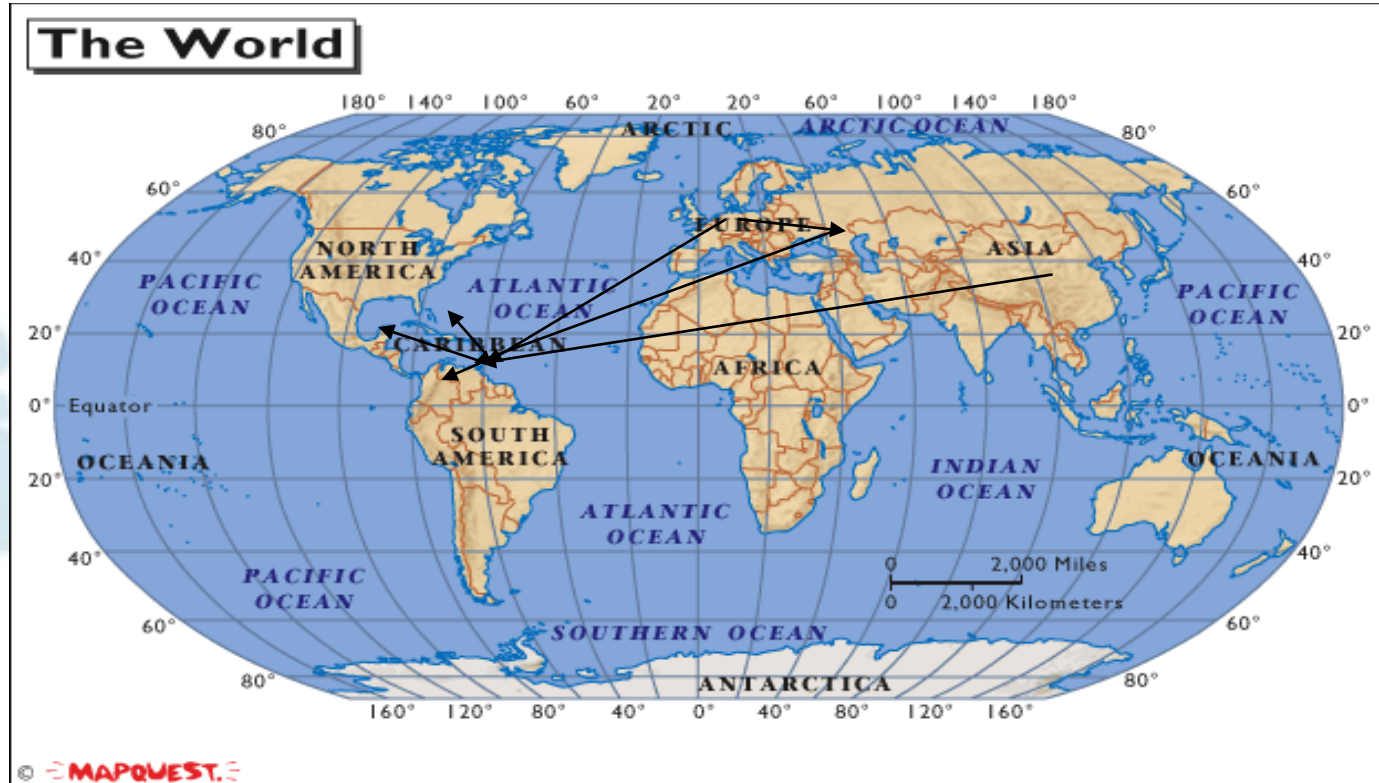 The World
180° 140° 100° 60° 20° 20° 60° 100° 140° 180°
80° ARCTIC ARCTIC OCEAN 80°
60° 60°
EUROPE
NORTH AMERICA
ASIA
40° 40°
PACIFIC OCEAN
ATLANTIC OCEAN
PACIFIC OCEAN
20° 20°
CARIBBEAN
AFRICA
0° Equator 0°
SOUTH AMERICA
OCEANIA
INDIAN OCEAN
OCEANIA
20° 20°
ATLANTIC OCEAN
40° 40°
0 2,000 Miles
0 2,000 Kilometers
PACIFIC OCEAN
60° 60°
SOUTHERN OCEAN
80° ANTARCTICA 80°
160° 120° 80° 40° 0° 40° 80° 120° 160°
© MAPQUEST.